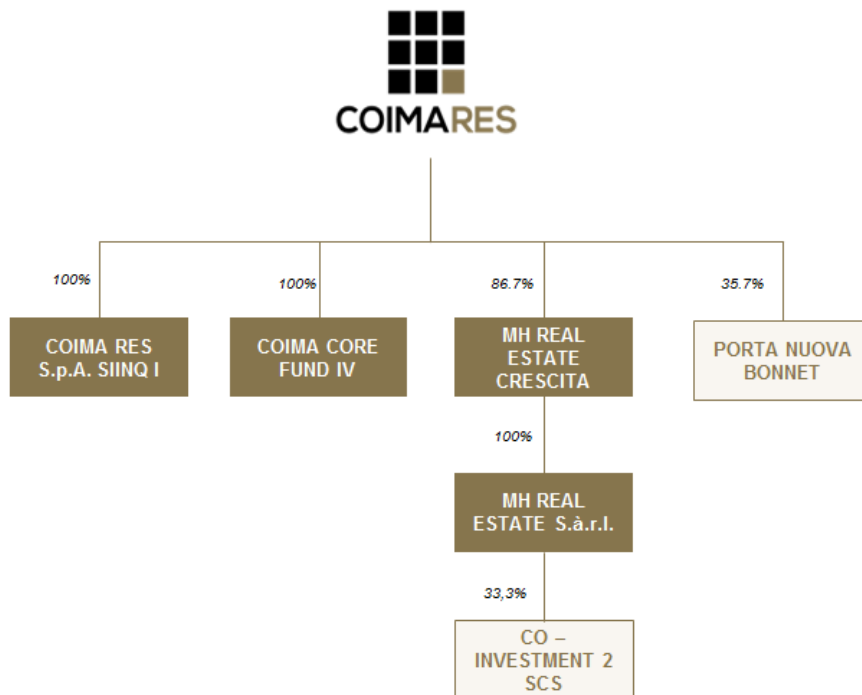 COIMARES
100%
100%
86.7%
35.7%
COIMA RES
S.p.A. SIINQ I
COIMA CORE
FUND IV
MH REAL
ESTATE
CRESCITA
PORTA NUOVA
BONNET
100%
MH REAL
ESTATE S.à.r.l.
33,3%
CO –
INVESTMENT 2
SCS